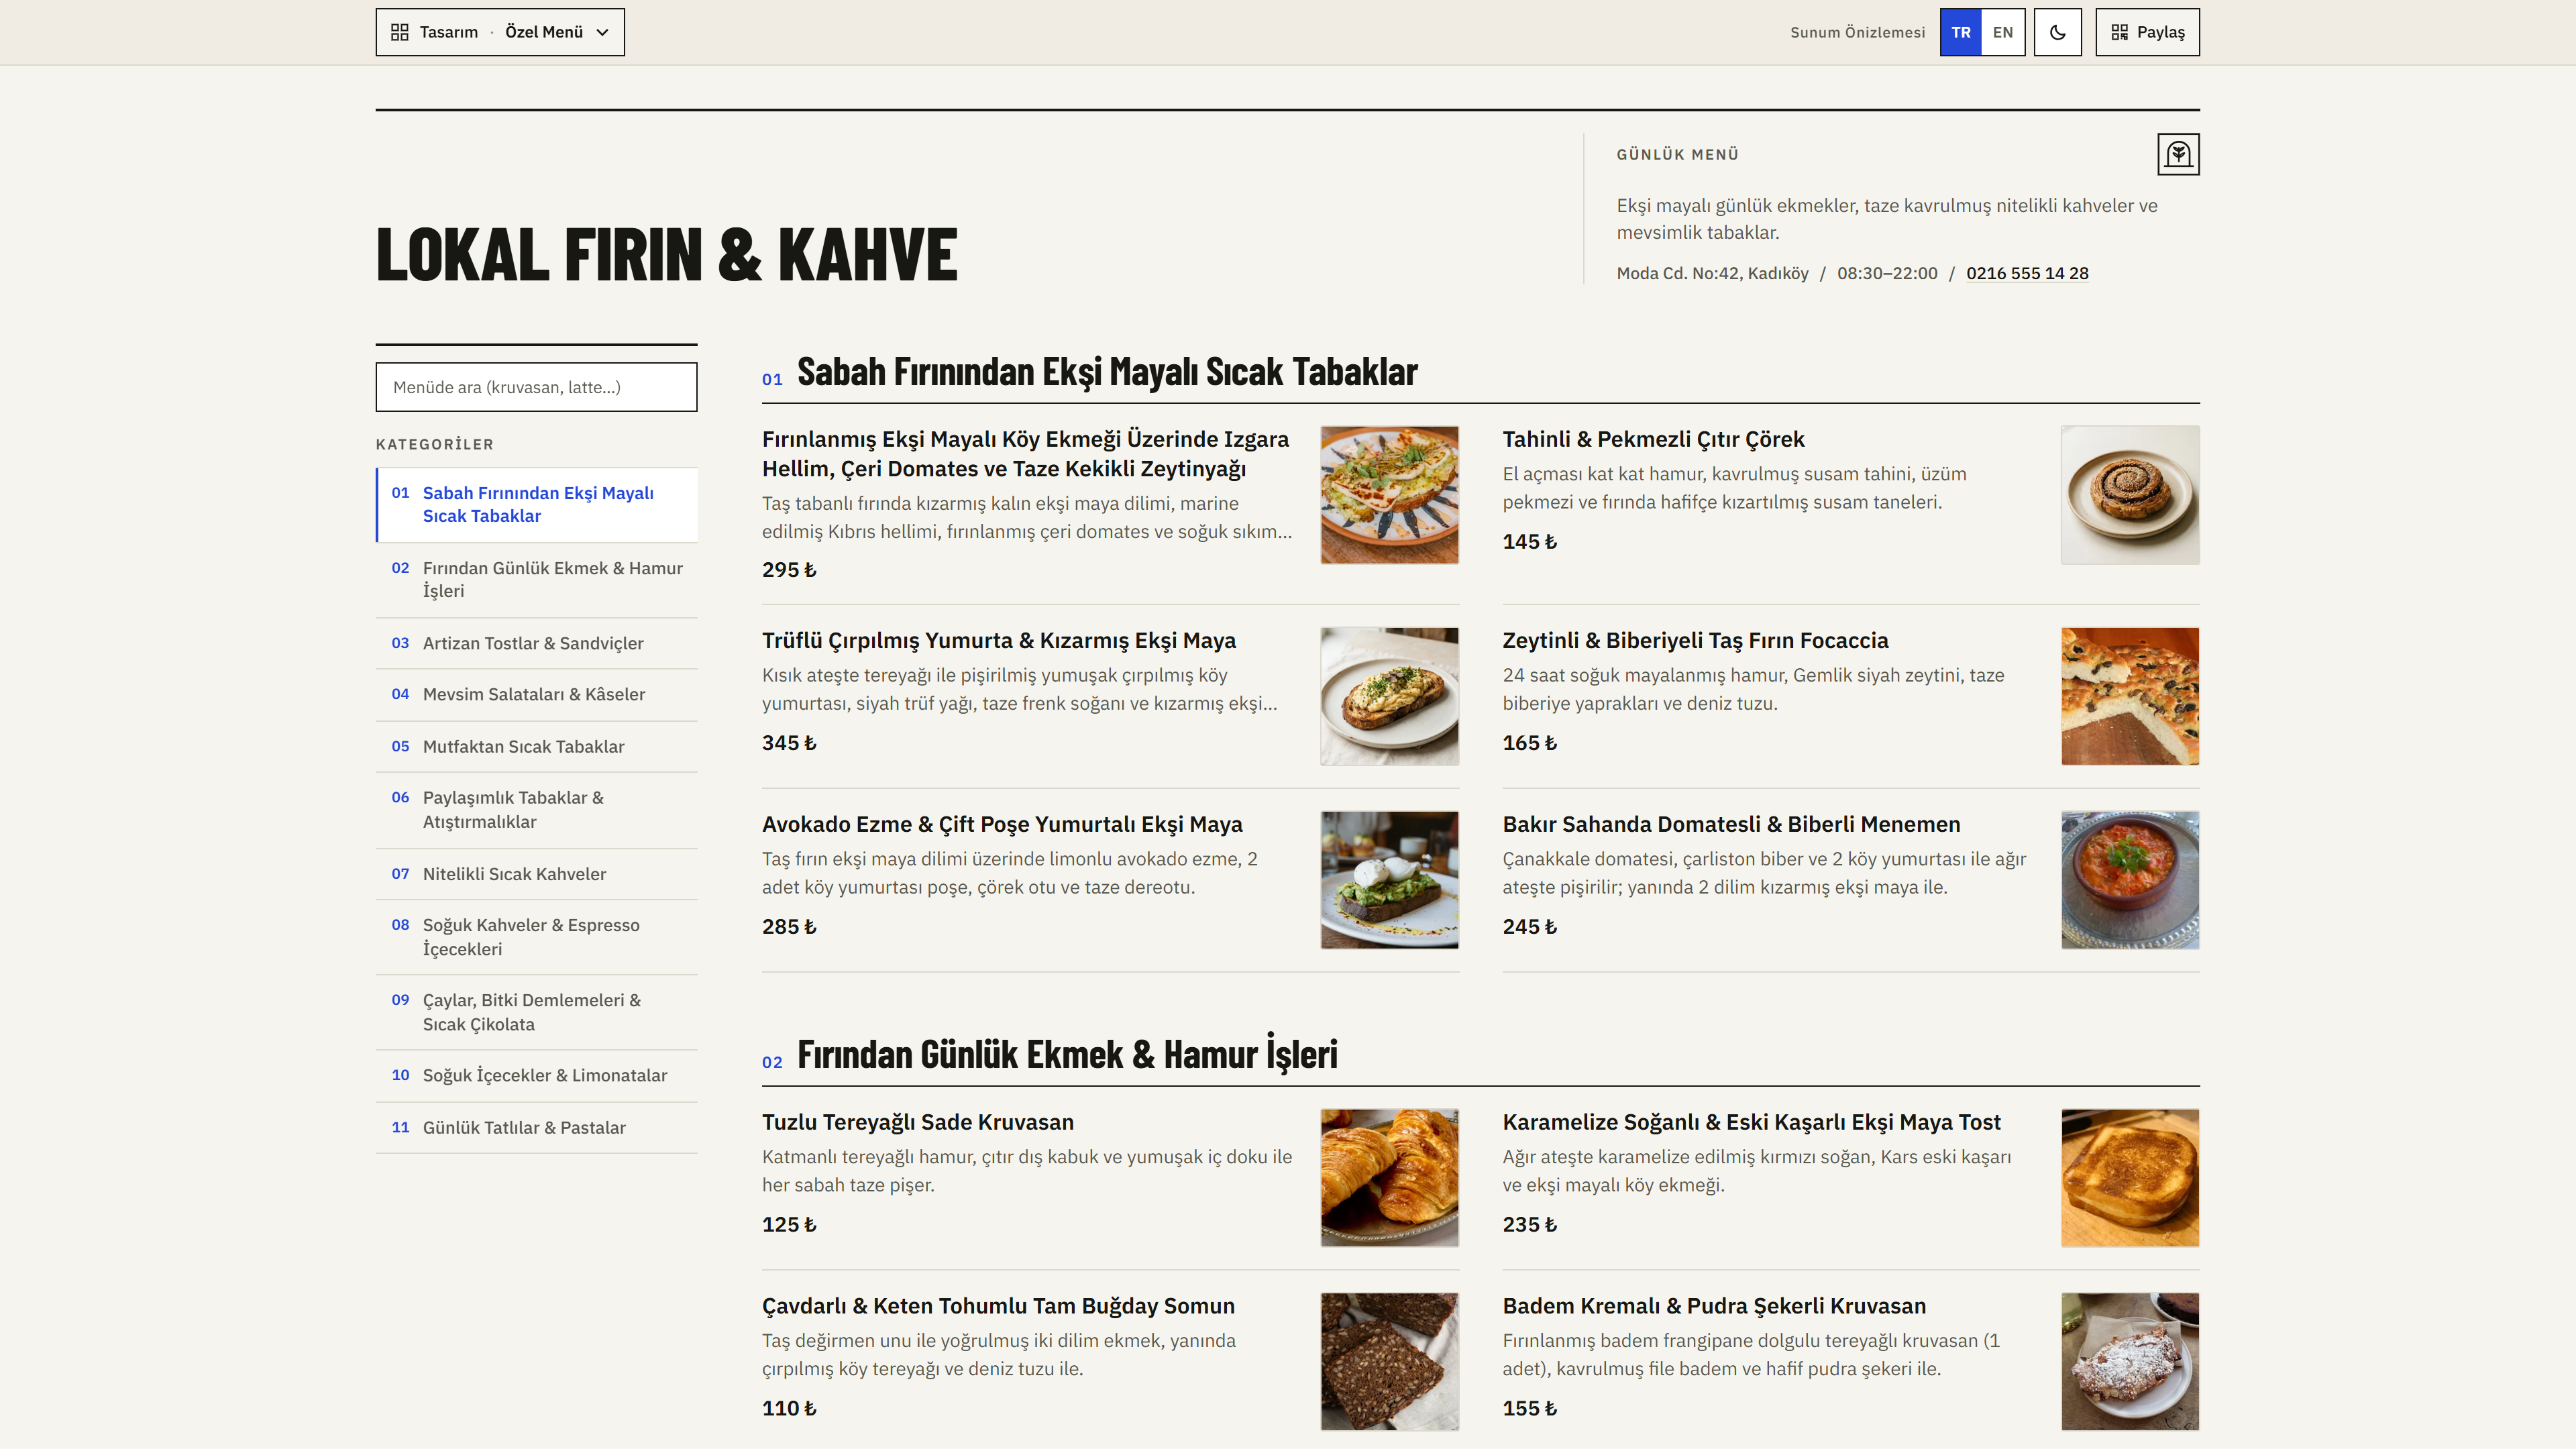 Tasarım · Özel Menü
Sunum Önizlemesi
TR
EN
Paylaş
LOKAL FIRIN & KAHVE
GÜNLÜK MENÜ
Ekşi mayalı günlük ekmekler, taze kavrulmuş nitelikli kahveler ve
mevsimlik tabaklar.
Moda Cd. No:42, Kadıköy / 08:30–22:00 / 0216 555 14 28
Menüde ara (kruvasan, latte...)
KATEGORİLER
01 Sabah Fırınından Ekşi Mayalı
Sıcak Tabaklar
02 Fırından Günlük Ekmek & Hamur
İşleri
03 Artizan Tostlar & Sandviçler
04 Mevsim Salataları & Kâseler
05 Mutfaktan Sıcak Tabaklar
06 Paylaşımlık Tabaklar &
Atıştırmalıklar
07 Nitelikli Sıcak Kahveler
08 Soğuk Kahveler & Espresso
İçecekleri
09 Çaylar, Bitki Demlemeleri &
Sıcak Çikolata
10 Soğuk İçecekler & Limonatalar
11 Günlük Tatlılar & Pastalar
01 Sabah Fırınından Ekşi Mayalı Sıcak Tabaklar
Fırınlanmış Ekşi Mayalı Köy Ekmeği Üzerinde Izgara
Hellim, Çeri Domates ve Taze Kekikli Zeytinyağı
Taş tabanlı fırında kızarmış kalın ekşi maya dilimi, marine
edilmiş Kıbrıs hellimi, fırınlanmış çeri domates ve soğuk sıkım...
295 ₺
Tahinli & Pekmezli Çıtır Çörek
El açması kat kat hamur, kavrulmuş susam tahini, üzüm
pekmezi ve fırında hafifçe kızartılmış susam taneleri.
145 ₺
Trüflü Çırpılmış Yumurta & Kızarmış Ekşi Maya
Kısık ateşte tereyağı ile pişirilmiş yumuşak çırpılmış köy
yumurtası, siyah trüf yağı, taze frenk soğanı ve kızarmış ekşi...
345 ₺
Zeytinli & Biberiyeli Taş Fırın Focaccia
24 saat soğuk mayalanmış hamur, Gemlik siyah zeytini, taze
biberiye yaprakları ve deniz tuzu.
165 ₺
Avokado Ezme & Çift Poşe Yumurtalı Ekşi Maya
Taş fırın ekşi maya dilimi üzerinde limonlu avokado ezme, 2
adet köy yumurtası poşe, çörek otu ve taze dereotu.
285 ₺
Bakır Sahanda Domatesli & Biberli Menemen
Çanakkale domatesi, çarliston biber ve 2 köy yumurtası ile ağır
ateşte pişirilir; yanında 2 dilim kızarmış ekşi maya ile.
245 ₺
02 Fırından Günlük Ekmek & Hamur İşleri
Tuzlu Tereyağlı Sade Kruvasan
Katmanlı tereyağlı hamur, çıtır dış kabuk ve yumuşak iç doku ile
her sabah taze pişer.
125 ₺
Karamelize Soğanlı & Eski Kaşarlı Ekşi Maya Tost
Ağır ateşte karamelize edilmiş kırmızı soğan, Kars eski kaşarı
ve ekşi mayalı köy ekmeği.
235 ₺
Çavdarlı & Keten Tohumlu Tam Buğday Somun
Taş değirmen unu ile yoğrulmuş iki dilim ekmek, yanında
çırpılmış köy tereyağı ve deniz tuzu ile.
110 ₺
Badem Kremalı & Pudra Şekerli Kruvasan
Fırınlanmış badem frangipane dolgulu tereyağlı kruvasan (1
adet), kavrulmuş file badem ve hafif pudra şekeri ile.
155 ₺